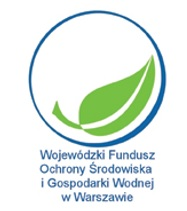 Wojewódzki Fundusz
Ochrony Środowiska
i Gospodarki Wodnej
w Warszawie